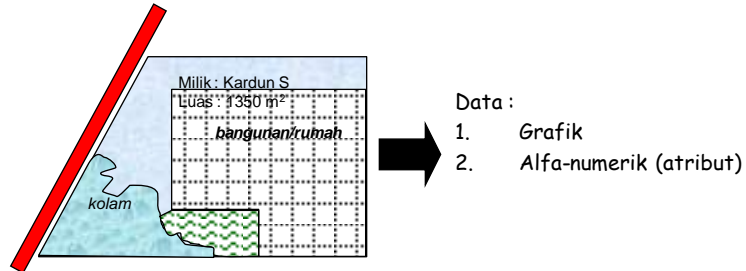 Milik : Kardun S
Luas : 1350 m²
bangunan/rumah
kolam
Data :
1. Grafik
2. Alfa-numerik (atribut)